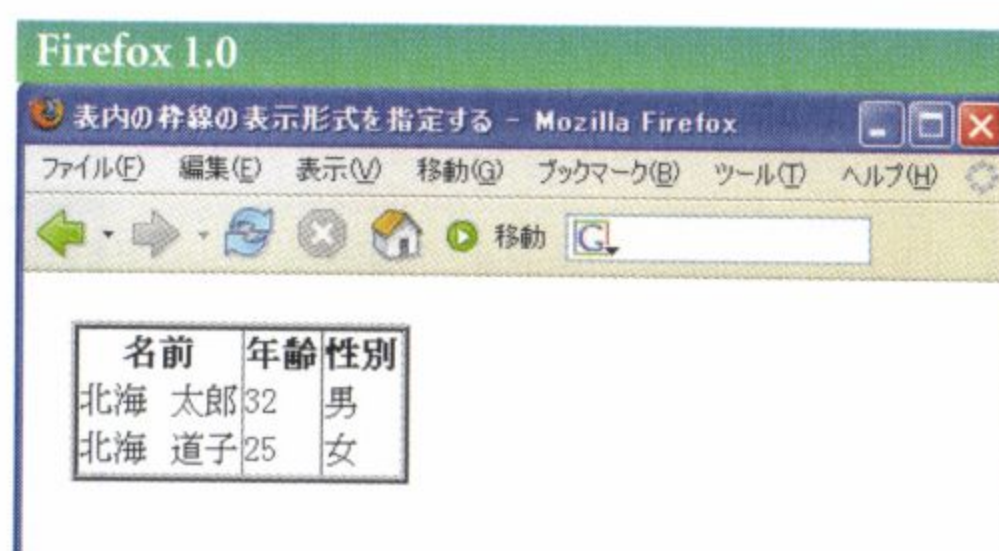 Firefox 1.0
表内の枠線の表示形式を指定する - Mozilla Firefox
ファイル(F) 編集(E) 表示(V) 移動(G) ブックマーク(B) ツール(T) ヘルプ(H)
移動 G
名前 年齢 性別
北海 太郎 32 男
北海 道子 25 女